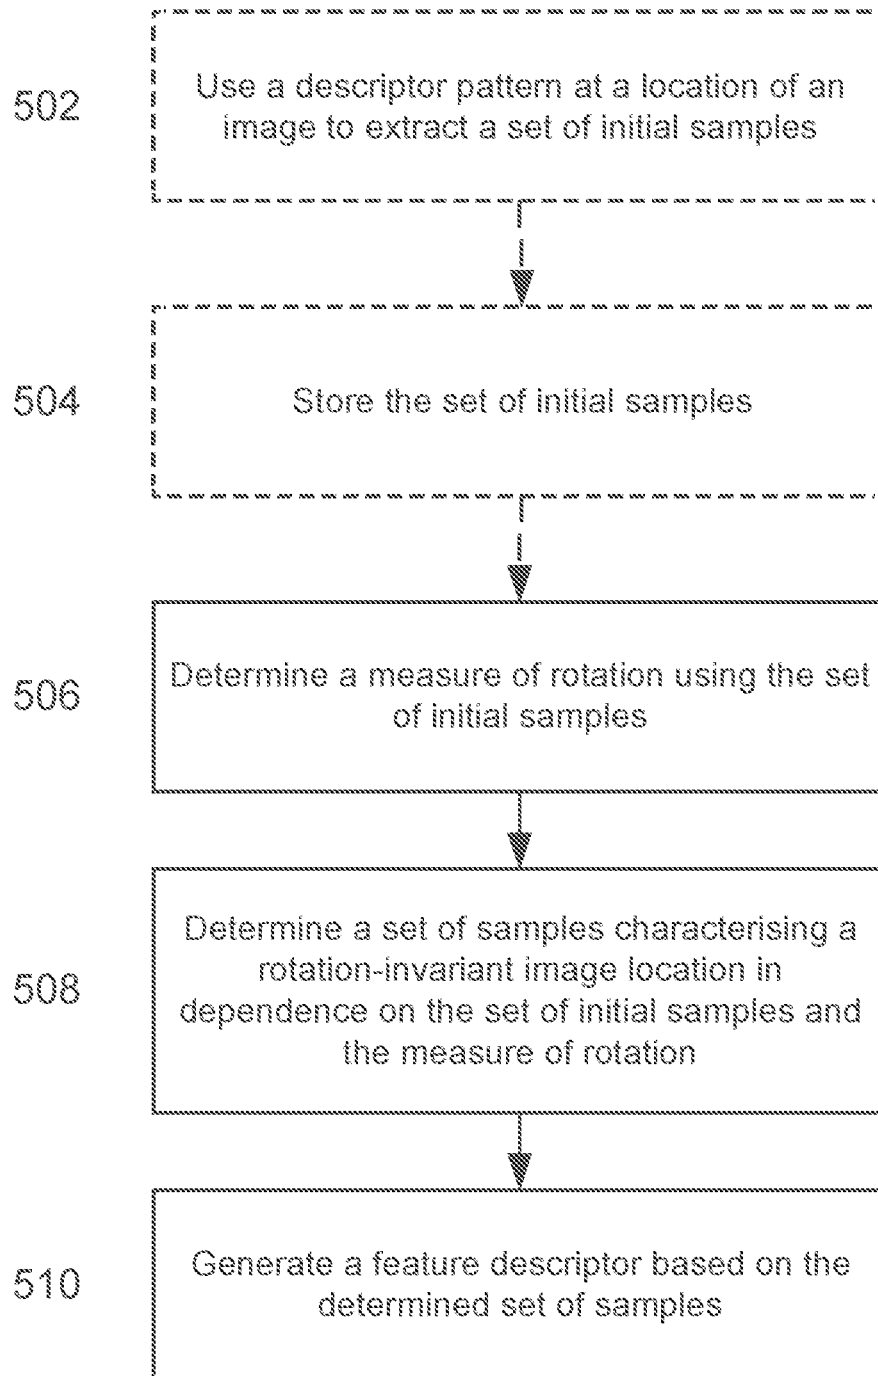 502
Use a descriptor pattern at a location of an
image to extract a set of initial samples
504
Store the set of initial samples
506
Determine a measure of rotation using the set
of initial samples
508
Determine a set of samples characterising a
rotation-invariant image location in
dependence on the set of initial samples and
the measure of rotation
510
Generate a feature descriptor based on the
determined set of samples